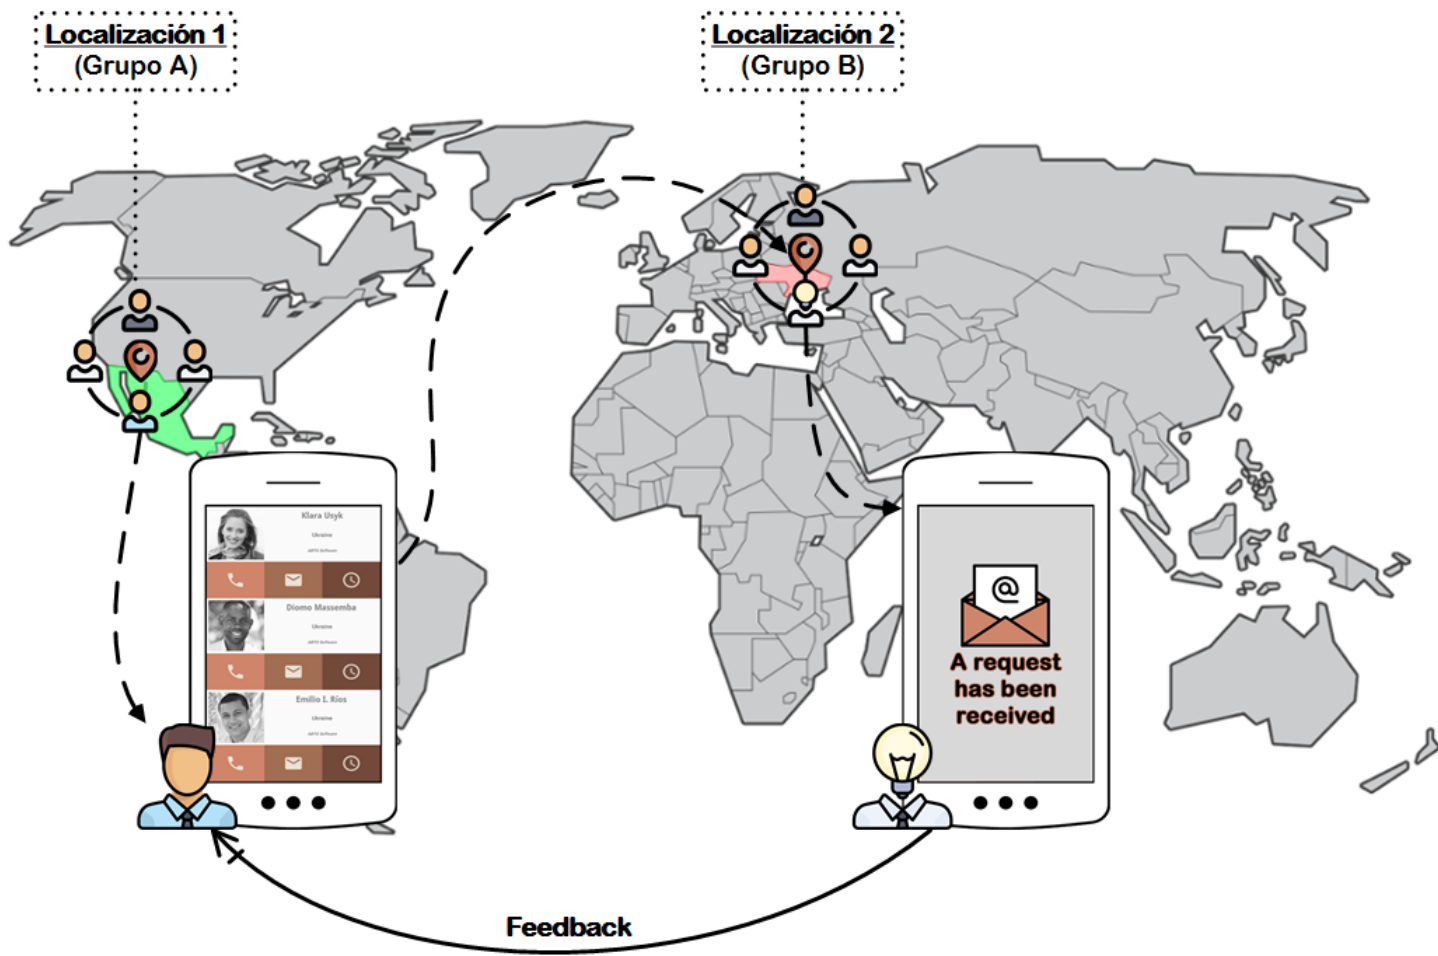 Localización 1
(Grupo A)
Localización 2
(Grupo B)
Klara Usyk
Ukraine
Diomo Massemba
Ukraine
Emilio I. Ríos
Ukraine
@
A request
has been
received
Feedback